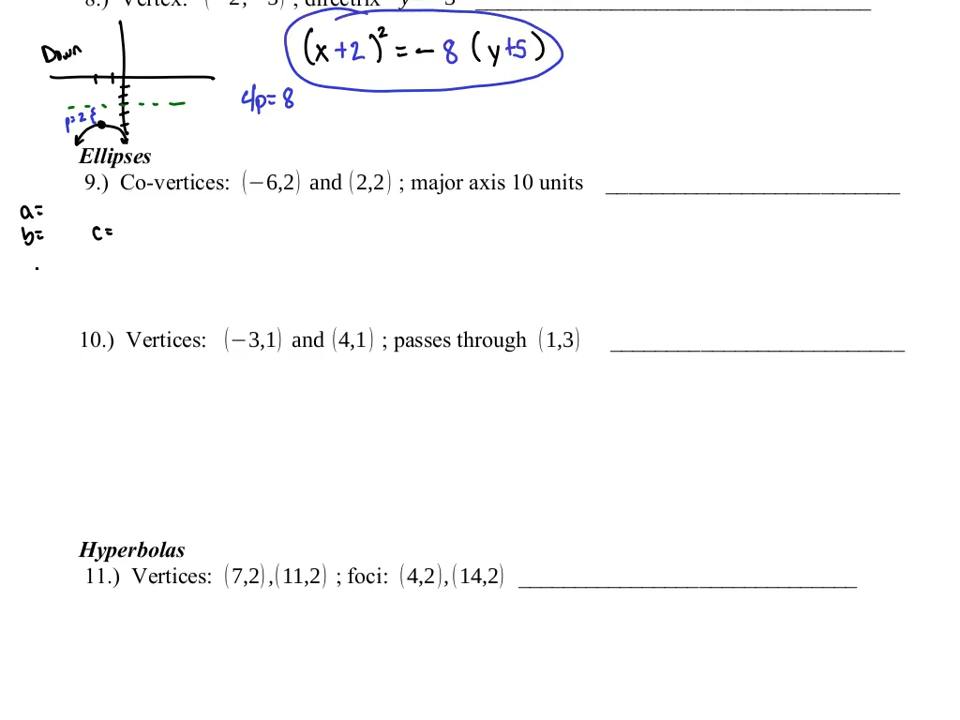 Down
(x+2)² = -8 (y+5)
4p=8
p=2
Ellipses
9.) Co-vertices: (−6,2) and (2,2) ; major axis 10 units
a=
b= c=
10.) Vertices: (−3,1) and (4,1) ; passes through (1,3)
Hyperbolas
11.) Vertices: (7,2),(11,2) ; foci: (4,2),(14,2)